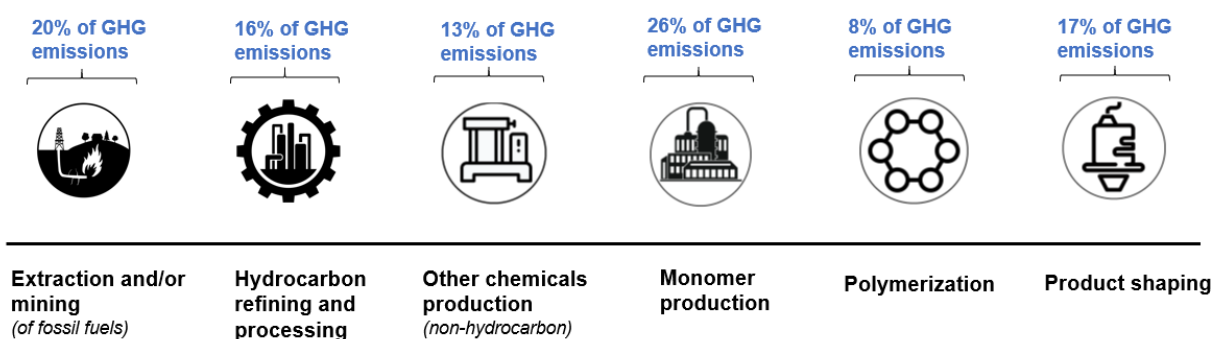 20% of GHG
emissions
16% of GHG
emissions
13% of GHG
emissions
26% of GHG
emissions
8% of GHG
emissions
17% of GHG
emissions
Extraction and/or
mining
(of fossil fuels)
Hydrocarbon
refining and
processing
Other chemicals
production
(non-hydrocarbon)
Monomer
production
Polymerization
Product shaping